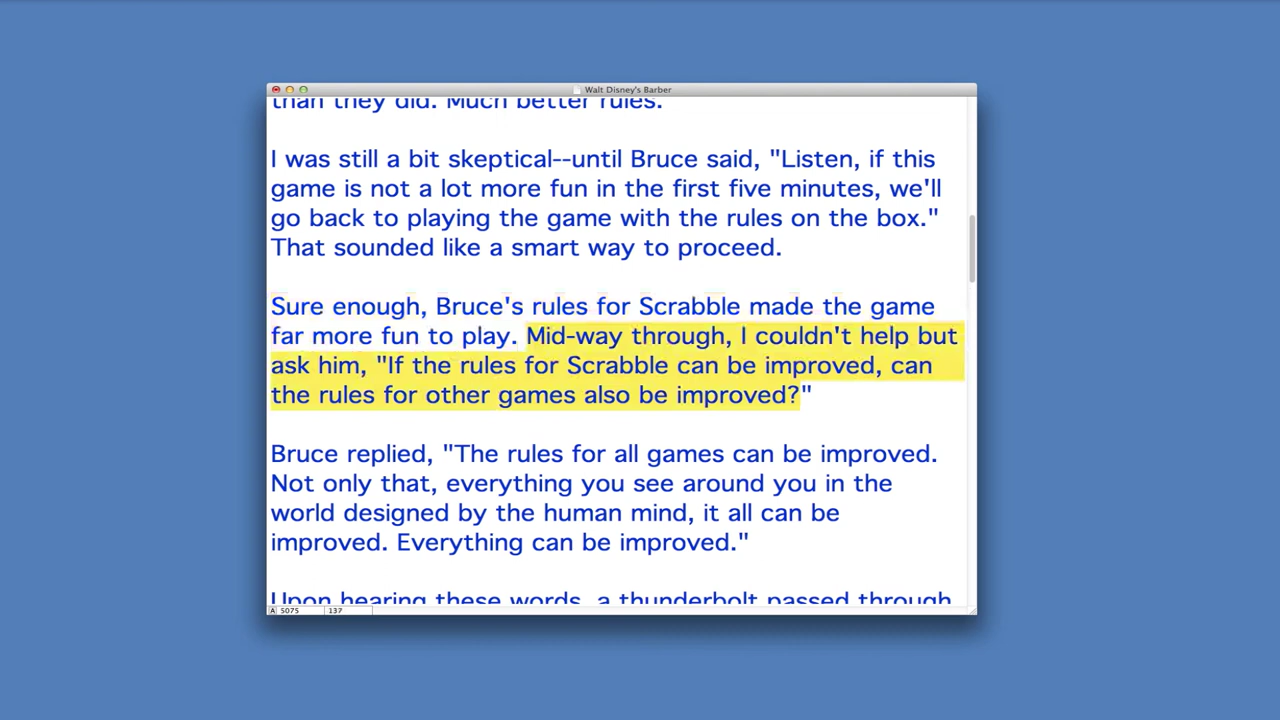 Walt Disney's Barber
than they did. Much better rules.
I was still a bit skeptical--until Bruce said, "Listen, if this
game is not a lot more fun in the first five minutes, we'll
go back to playing the game with the rules on the box."
That sounded like a smart way to proceed.
Sure enough, Bruce's rules for Scrabble made the game
far more fun to play. Mid-way through, I couldn't help but
ask him, "If the rules for Scrabble can be improved, can
the rules for other games also be improved?"
Bruce replied, "The rules for all games can be improved.
Not only that, everything you see around you in the
world designed by the human mind, it all can be
improved. Everything can be improved."
Upon hearing these words, a thunderbolt passed through
A 5075 137